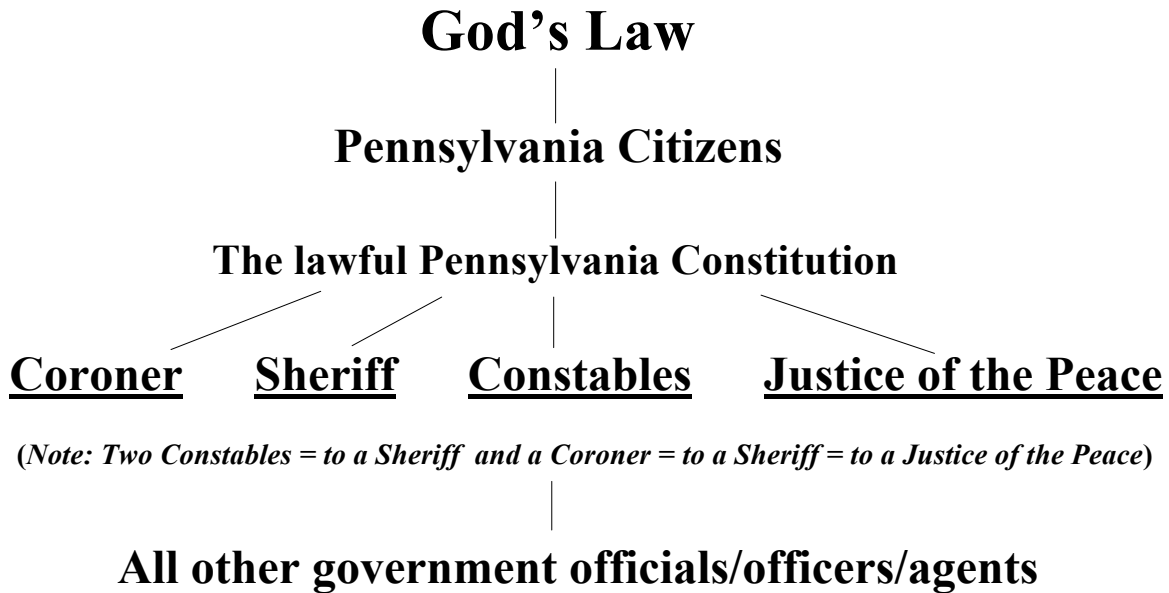 God’s Law
Pennsylvania Citizens
The lawful Pennsylvania Constitution
Coroner Sheriff Constables Justice of the Peace
(Note: Two Constables = to a Sheriff and a Coroner = to a Sheriff = to a Justice of the Peace)
All other government officials/officers/agents